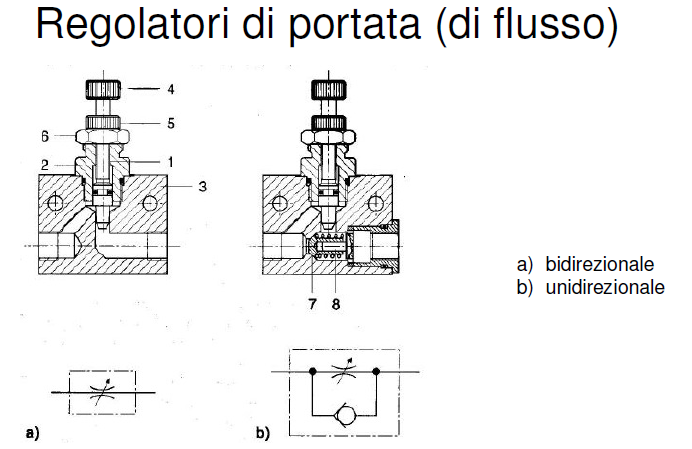 Regolatori di portata (di flusso)
4
5
6
2
1
3
7 8
a) bidirezionale
b) unidirezionale
a)
b)